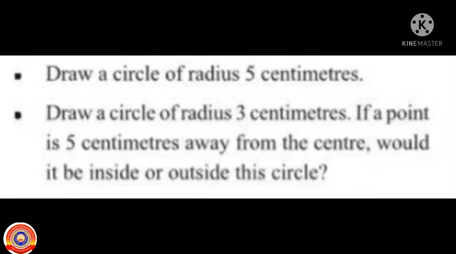 KINEMASTER
▪ Draw a circle of radius 5 centimetres.
▪ Draw a circle of radius 3 centimetres. If a point
is 5 centimetres away from the centre, would
it be inside or outside this circle?